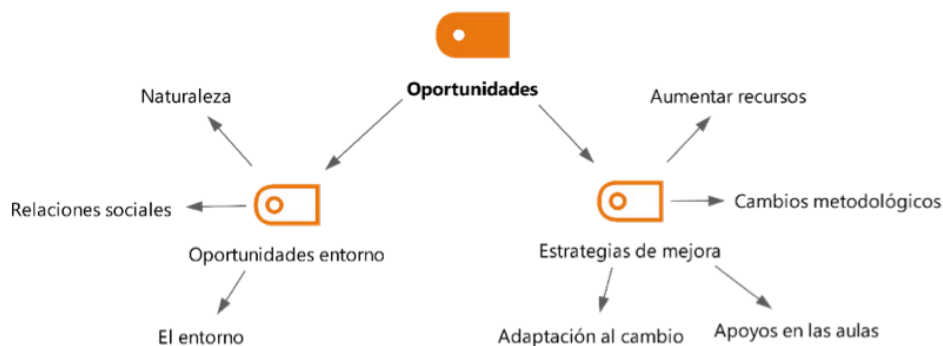 Oportunidades
Naturaleza
Aumentar recursos
Relaciones sociales
Cambios metodológicos
Oportunidades entorno
Estrategias de mejora
El entorno
Adaptación al cambio
Apoyos en las aulas